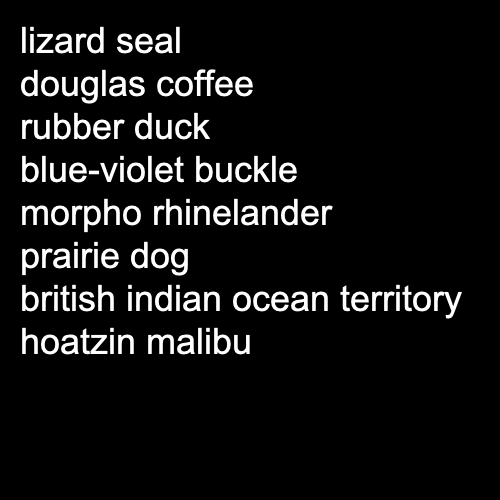 lizard seal
douglas coffee
rubber duck
blue-violet buckle
morpho rhinelander
prairie dog
british indian ocean territory
hoatzin malibu